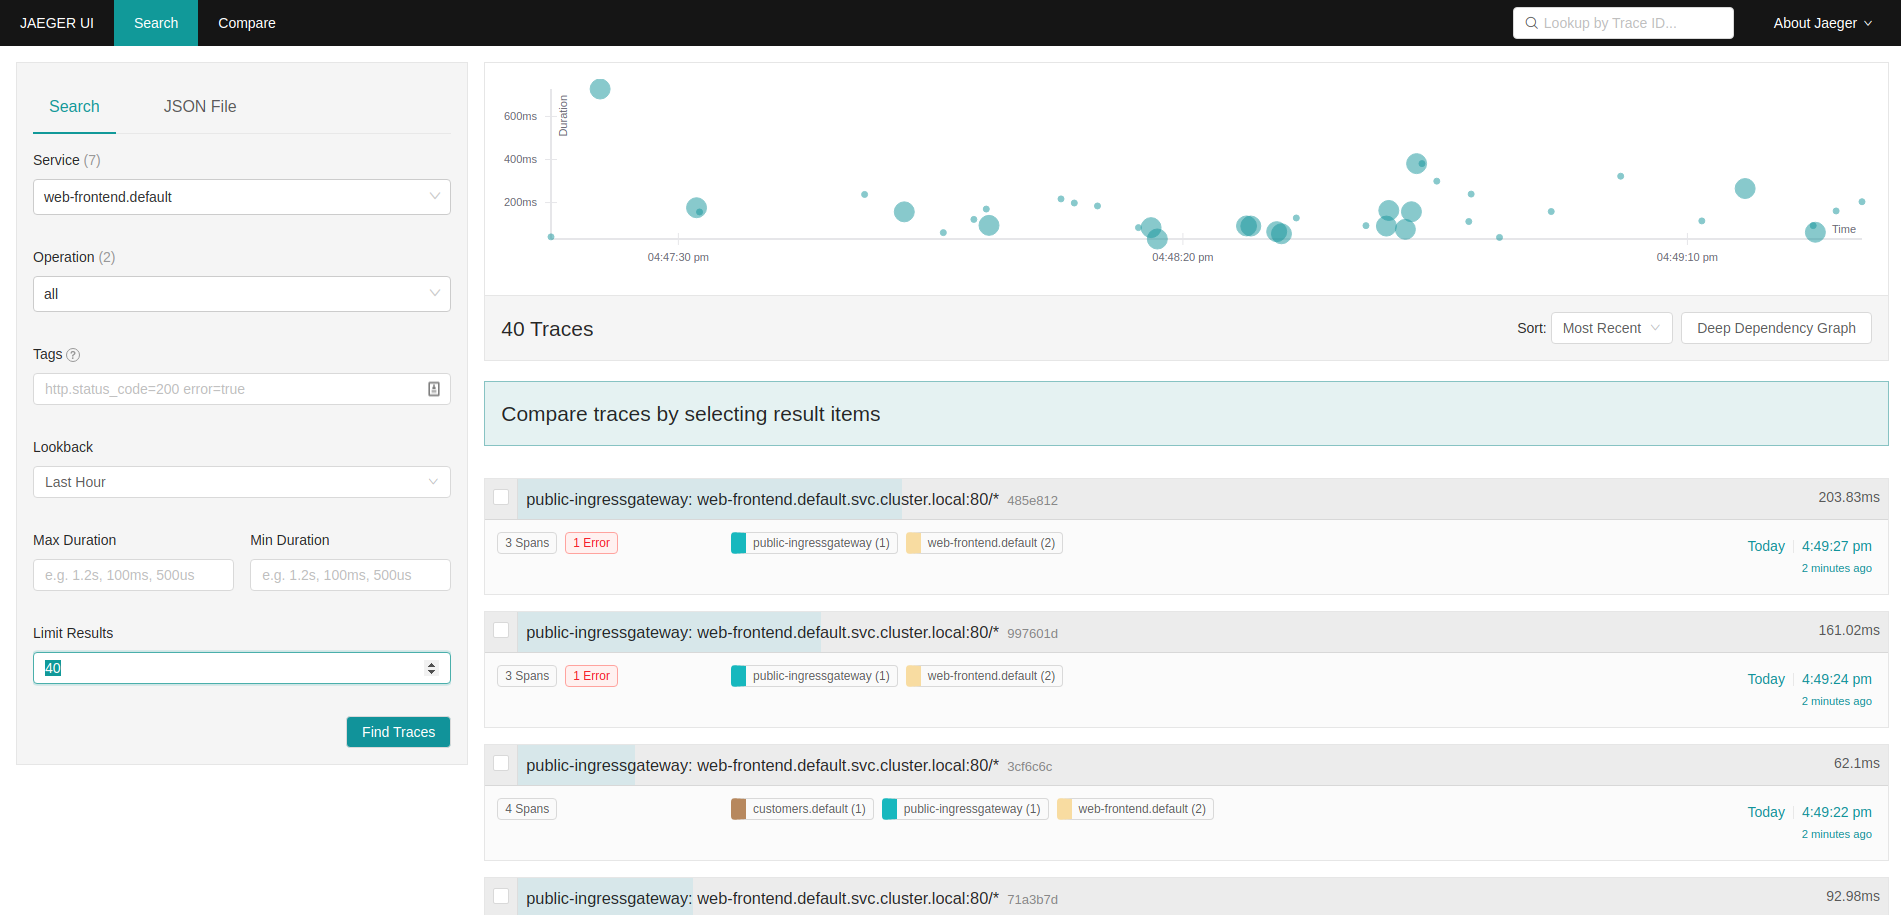 JAEGER UI Search Compare Lookup by Trace ID... About Jaeger
Search JSON File
Service (7)
web-frontend.default
Operation (2)
all
Tags ?
http.status_code=200 error=true
Lookback
Last Hour
Max Duration Min Duration
e.g. 1.2s, 100ms, 500us e.g. 1.2s, 100ms, 500us
Limit Results
40
Find Traces
Duration
600ms
400ms
200ms
Time
04:47:30 pm 04:48:20 pm 04:49:10 pm
40 Traces Sort: Most Recent Deep Dependency Graph
Compare traces by selecting result items
public-ingressgateway: web-frontend.default.svc.cluster.local:80/* 485e812 203.83ms
3 Spans 1 Error public-ingressgateway (1) web-frontend.default (2) Today 4:49:27 pm
2 minutes ago
public-ingressgateway: web-frontend.default.svc.cluster.local:80/* 997601d 161.02ms
3 Spans 1 Error public-ingressgateway (1) web-frontend.default (2) Today 4:49:24 pm
2 minutes ago
public-ingressgateway: web-frontend.default.svc.cluster.local:80/* 3cf6c6c 62.1ms
4 Spans customers.default (1) public-ingressgateway (1) web-frontend.default (2) Today 4:49:22 pm
2 minutes ago
public-ingressgateway: web-frontend.default.svc.cluster.local:80/* 71a3b7d 92.98ms